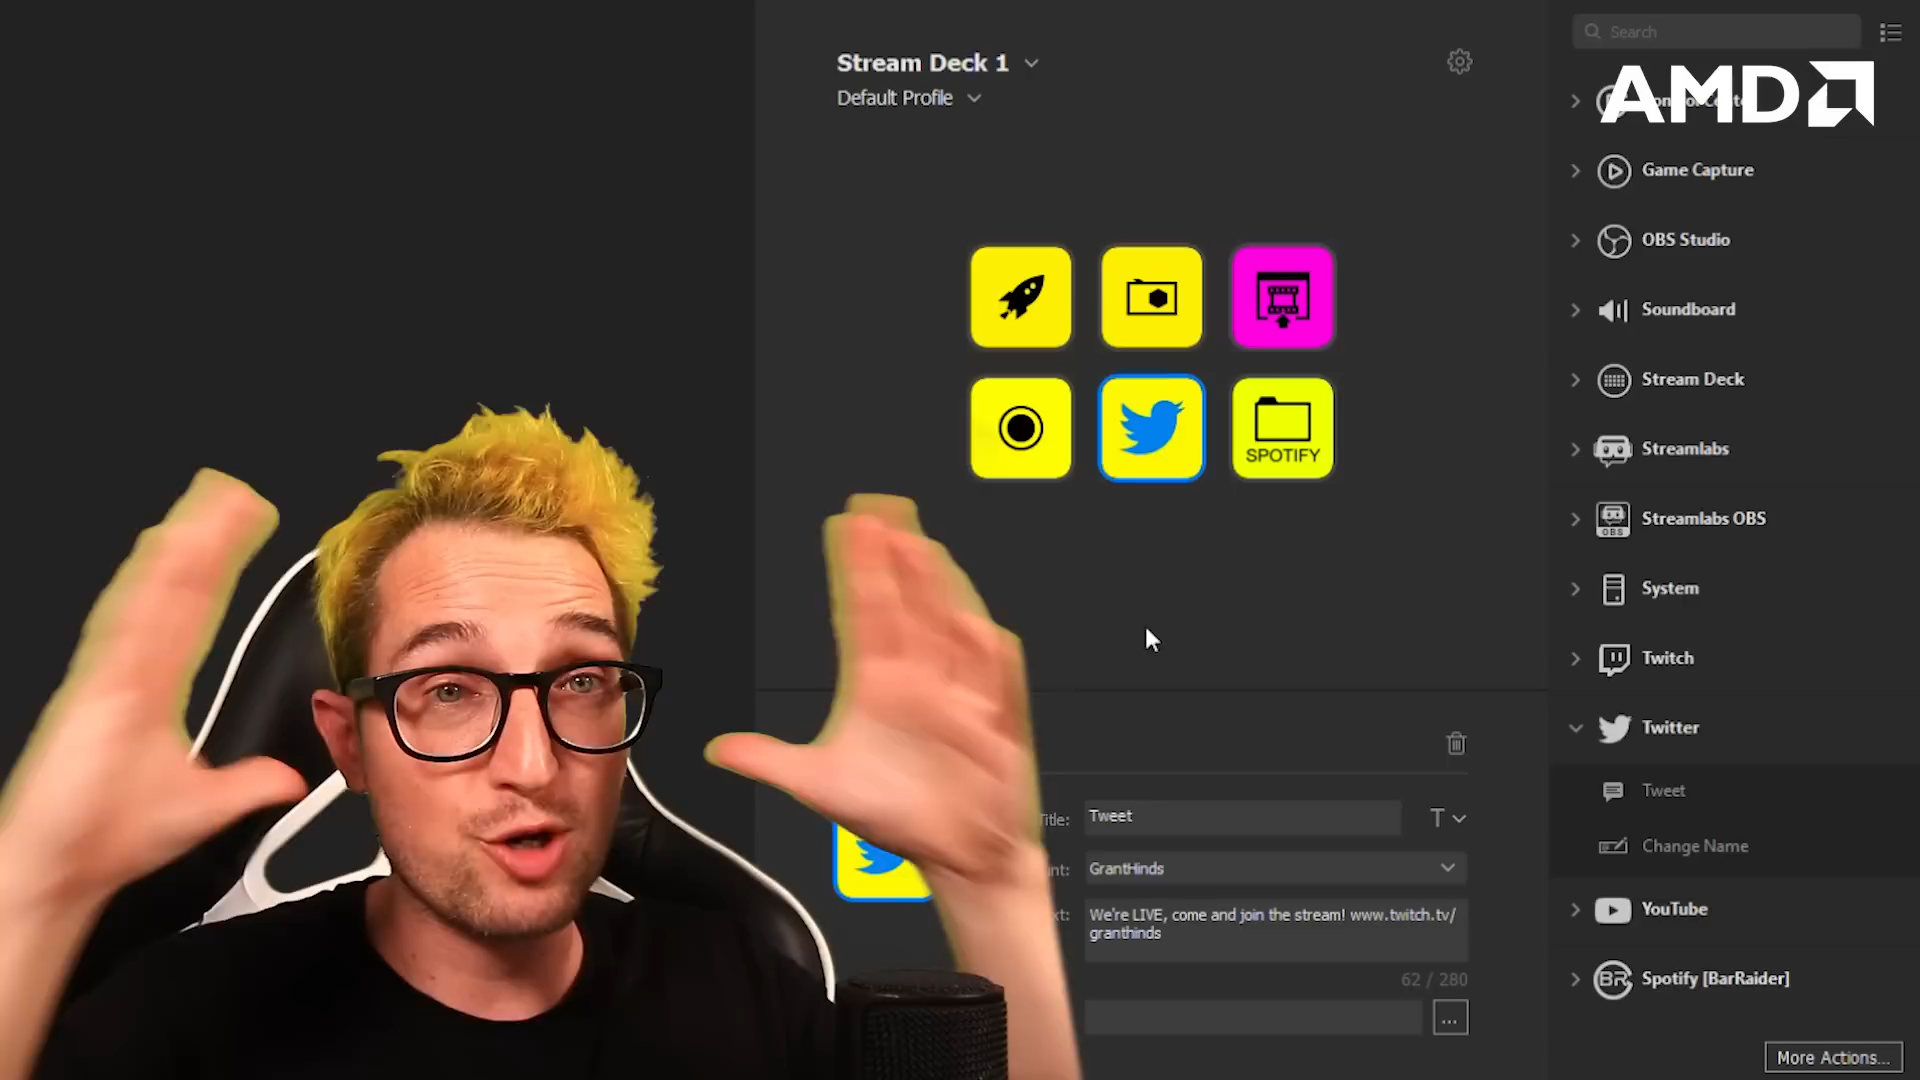 Stream Deck 1
Default Profile
SPOTIFY
Title:
Tweet
T
GrantHinds
We're LIVE, come and join the stream! www.twitch.tv/
granthinds
62 / 280
...
Search
AMD
Game Capture
OBS Studio
Soundboard
Stream Deck
Streamlabs
OBS
Streamlabs OBS
System
Twitch
Twitter
Tweet
Change Name
YouTube
BR
Spotify [BarRaider]
More Actions...